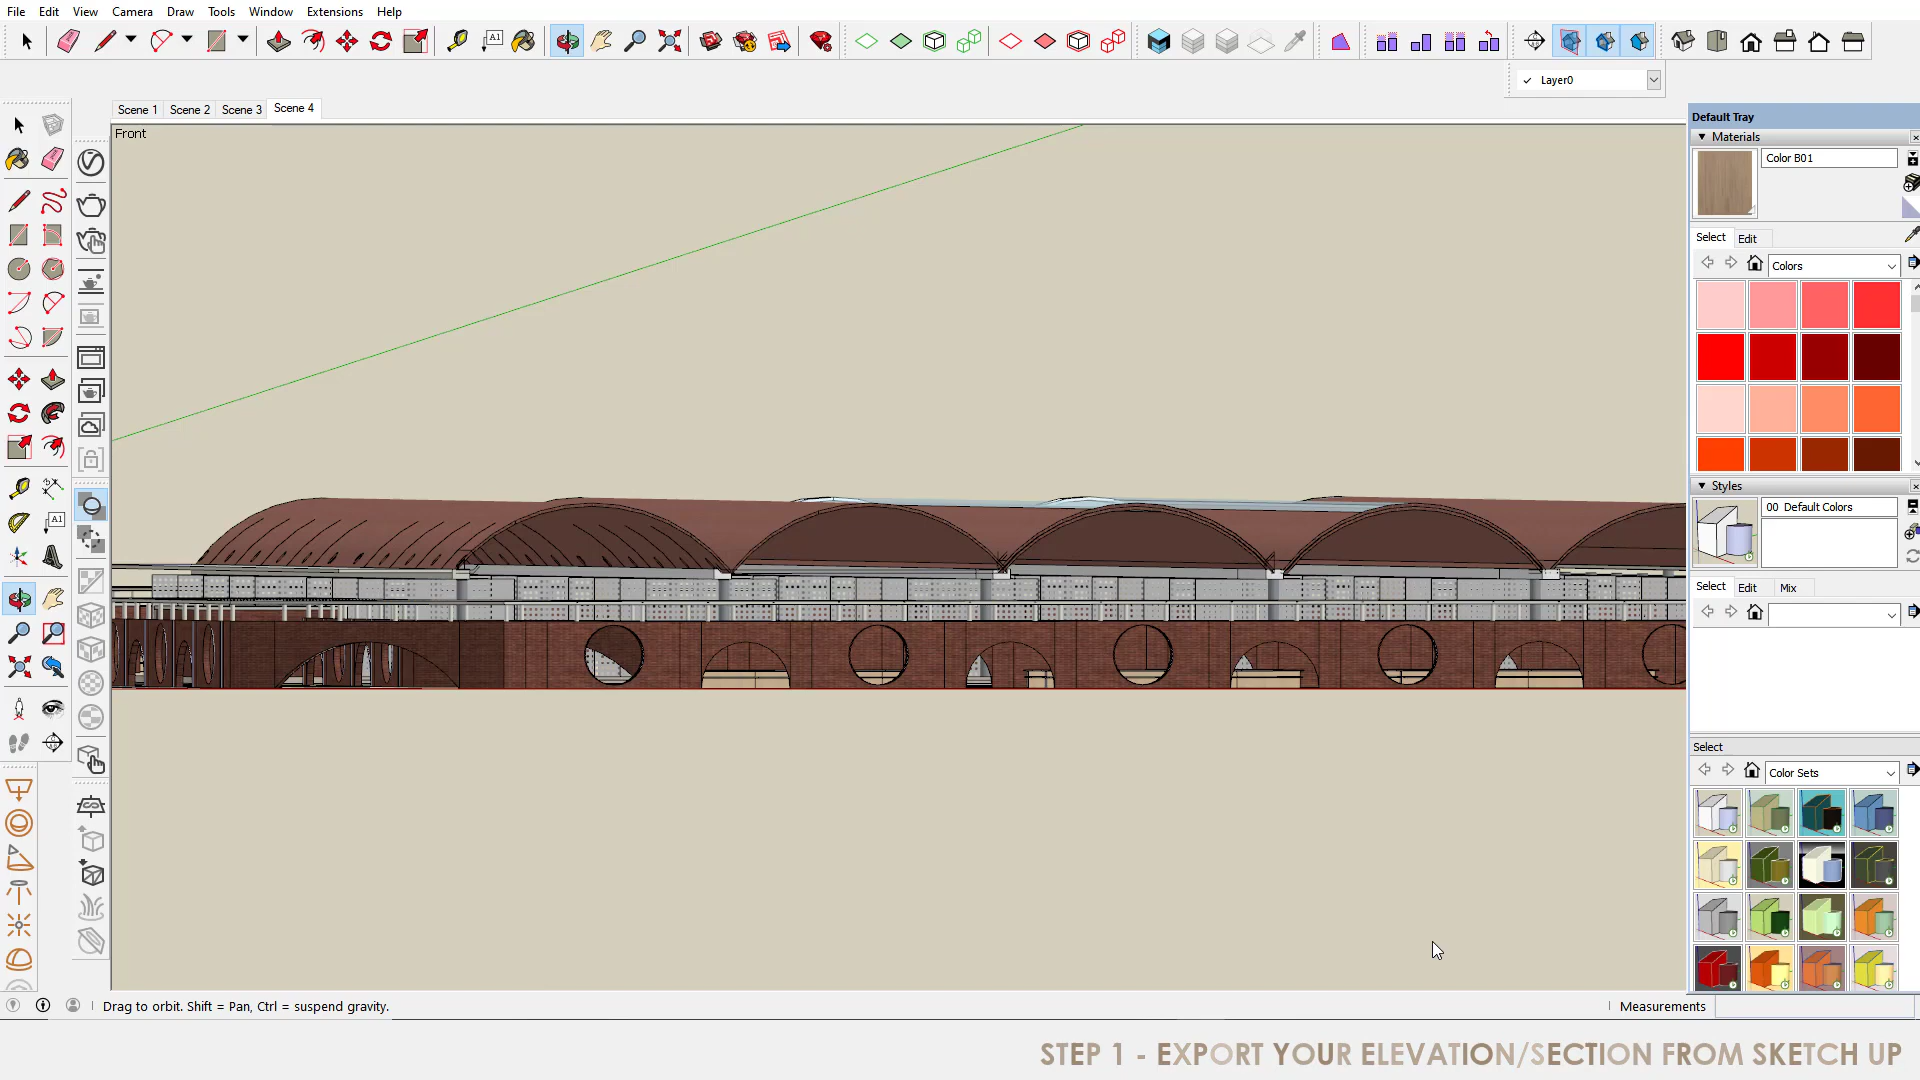 File Edit View Camera Draw Tools Window Extensions Help
A1
Layer0
Scene 1 Scene 2 Scene 3 Scene 4
Front
Default Tray
Materials
Color B01
Select Edit
Colors
Styles
00 Default Colors
Select Edit Mix
A1
Select
Color Sets
Drag to orbit. Shift = Pan, Ctrl = suspend gravity.
Measurements
STEP 1 - EXPORT YOUR ELEVATION/SECTION FROM SKETCH UP